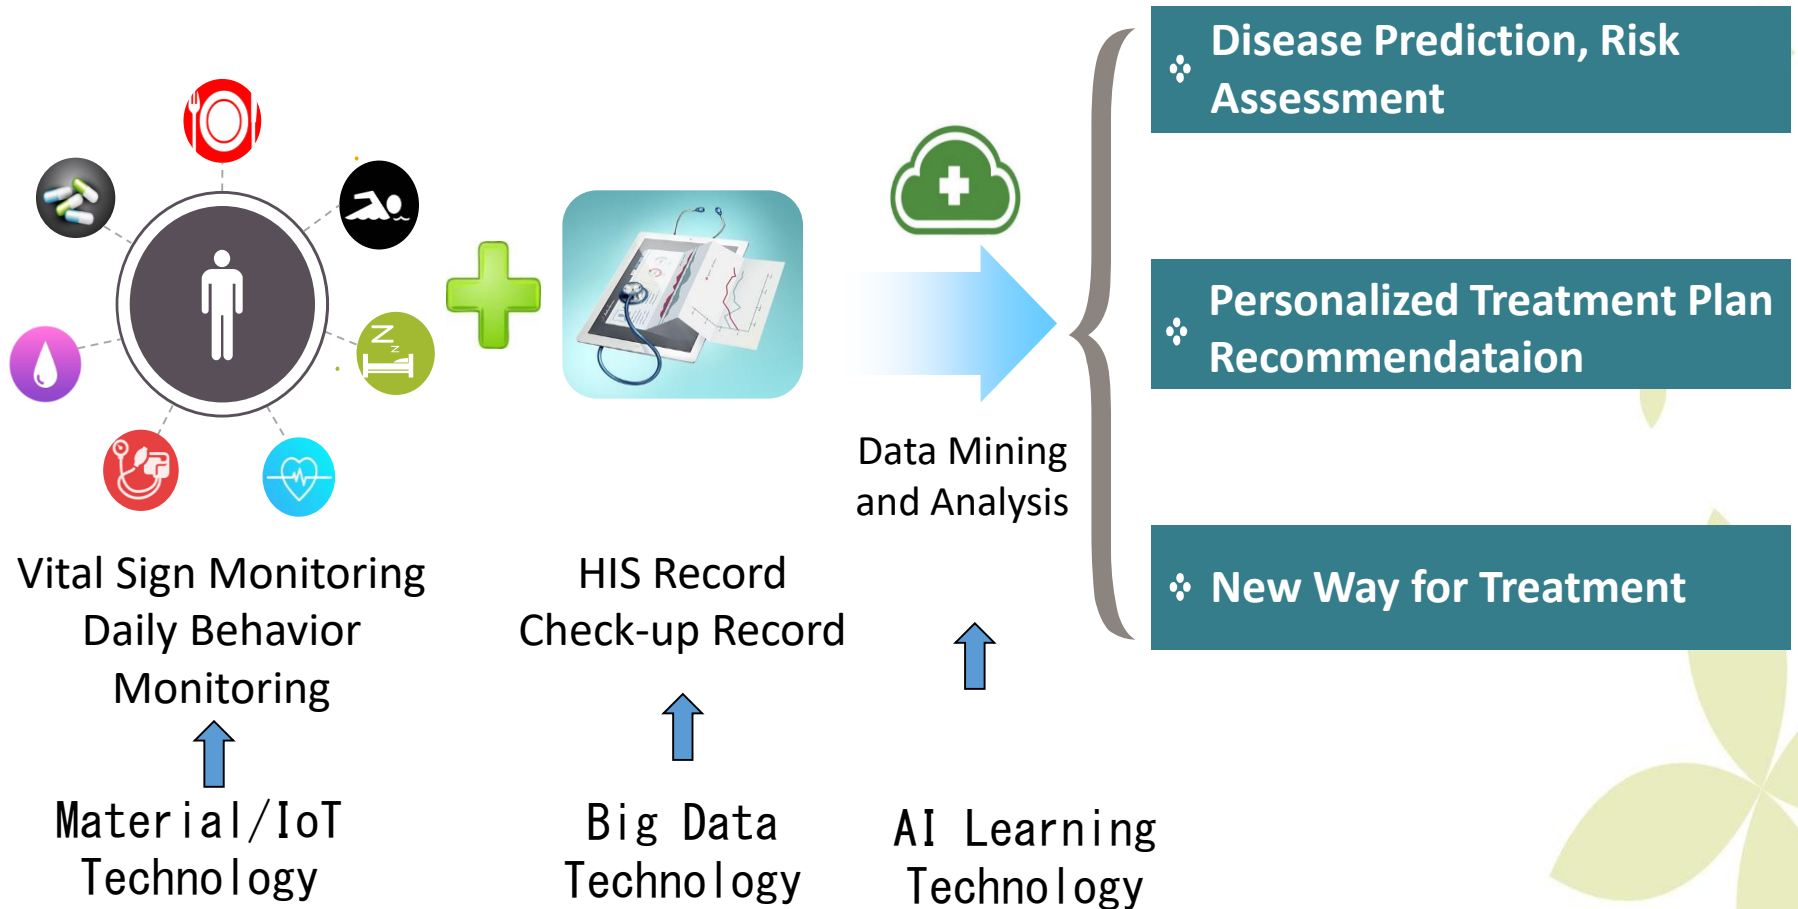 Disease Prediction, Risk
Assessment
Personalized Treatment Plan
Recommendataion
New Way for Treatment
Data Mining
and Analysis
Vital Sign Monitoring
Daily Behavior
Monitoring
HIS Record
Check-up Record
Material/IoT
Technology
Big Data
Technology
AI Learning
Technology
Z
z